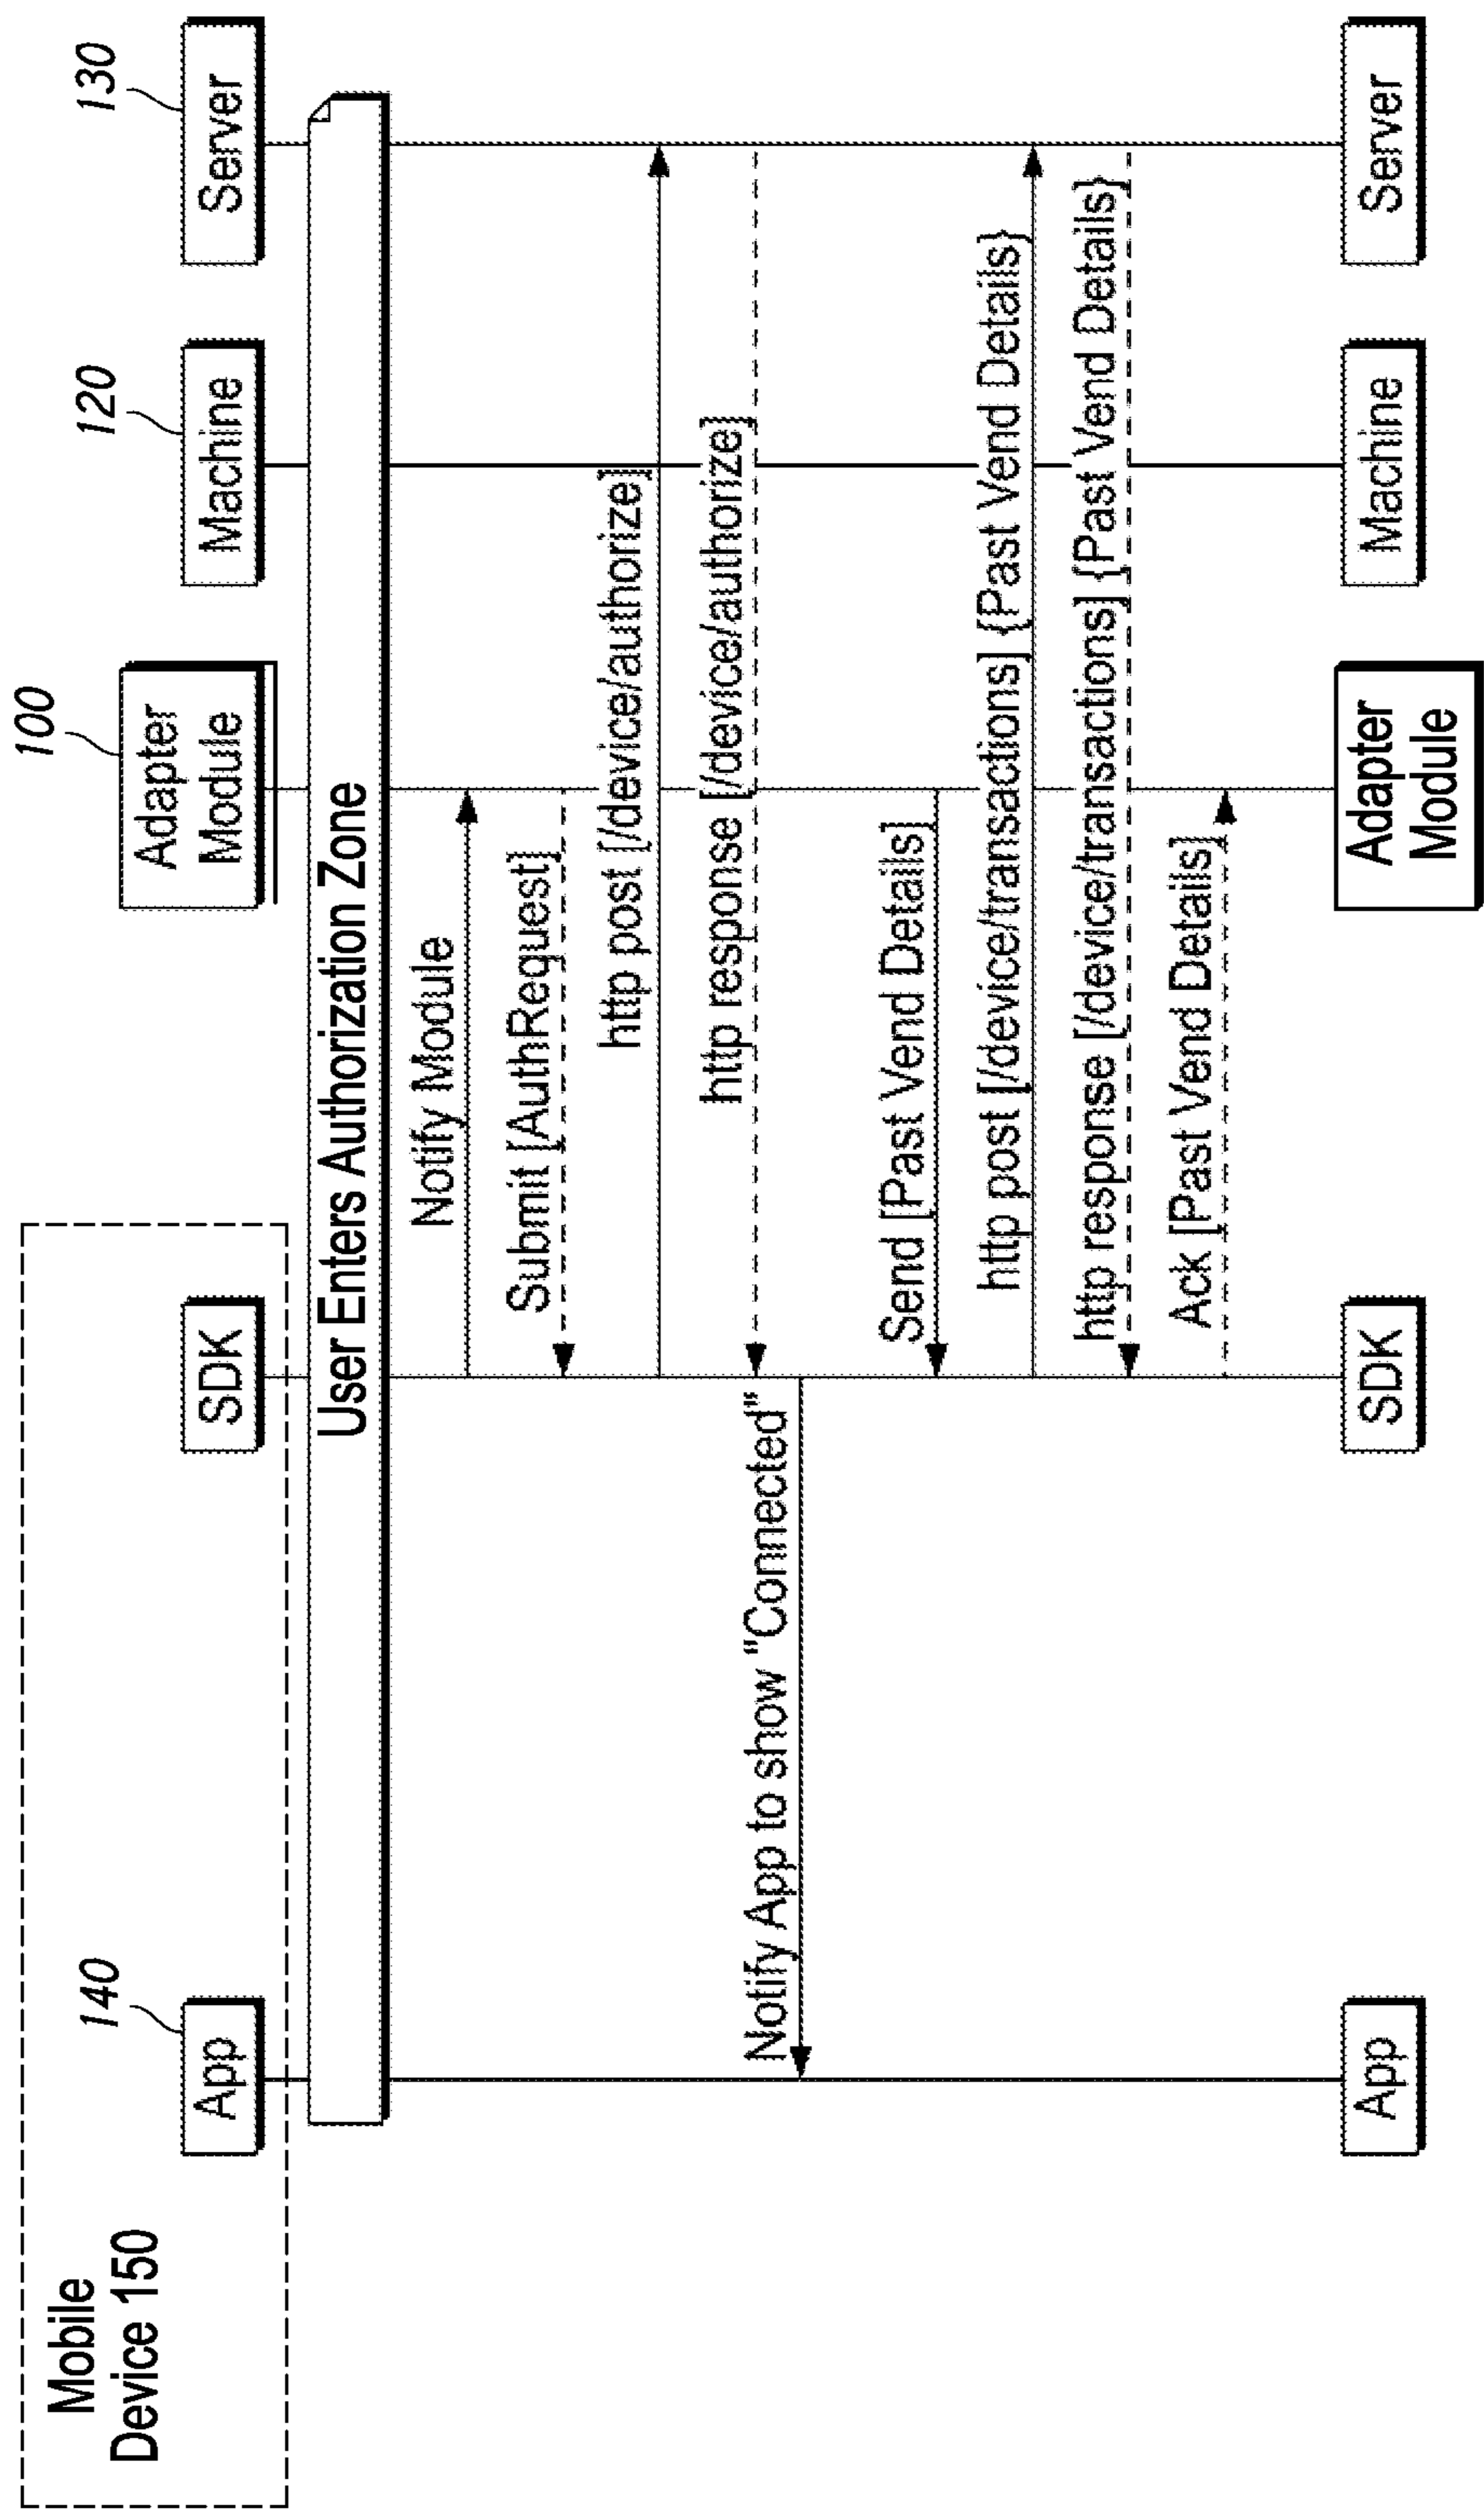 Mobile
Device 150
140
App
SDK
100
Adapter
Module
120
Machine
130
Server
User Enters Authorization Zone
Notify Module
Submit [AuthRequest]
http post [/device/authorize]
http response [/device/authorize]
Notify App to show "Connected"
Send [Past Vend Details]
http post [/device/transactions] {Past Vend Details}
http response [/device/transactions] {Past Vend Details}
Ack [Past Vend Details]
App
SDK
Adapter
Module
Machine
Server